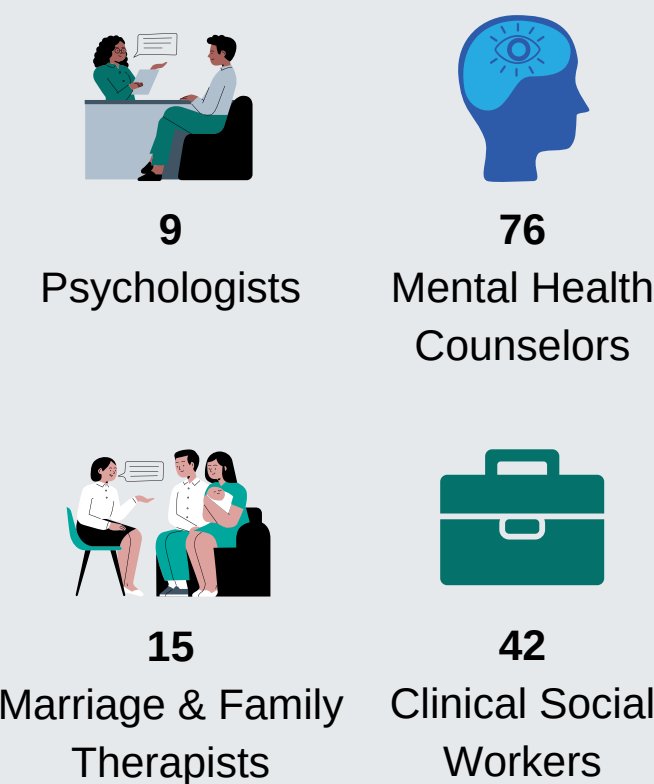 9
Psychologists
76
Mental Health
Counselors
15
Marriage & Family
Therapists
42
Clinical Social
Workers